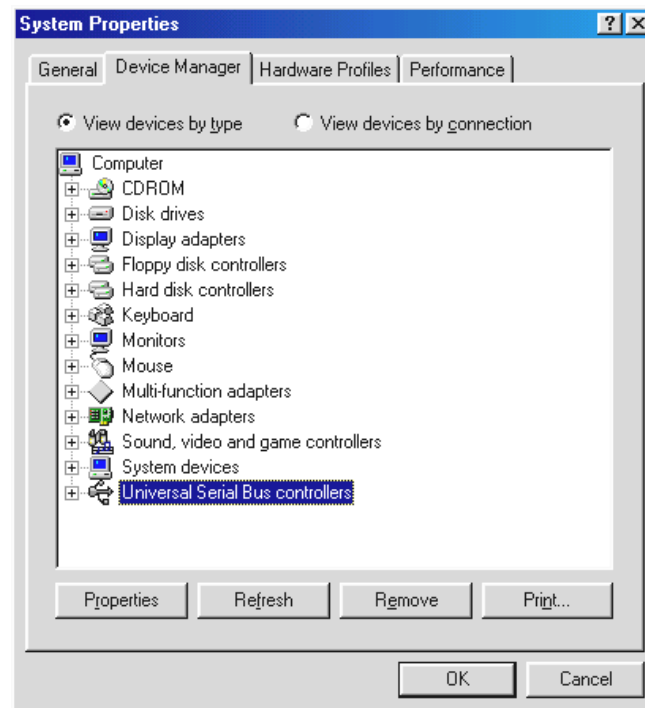 System Properties
General Device Manager Hardware Profiles Performance
View devices by type View devices by connection
Computer
CDROM
Disk drives
Display adapters
Floppy disk controllers
Hard disk controllers
Keyboard
Monitors
Mouse
Multi-function adapters
Network adapters
Sound, video and game controllers
System devices
Universal Serial Bus controllers
Properties Refresh Remove Print...
OK Cancel